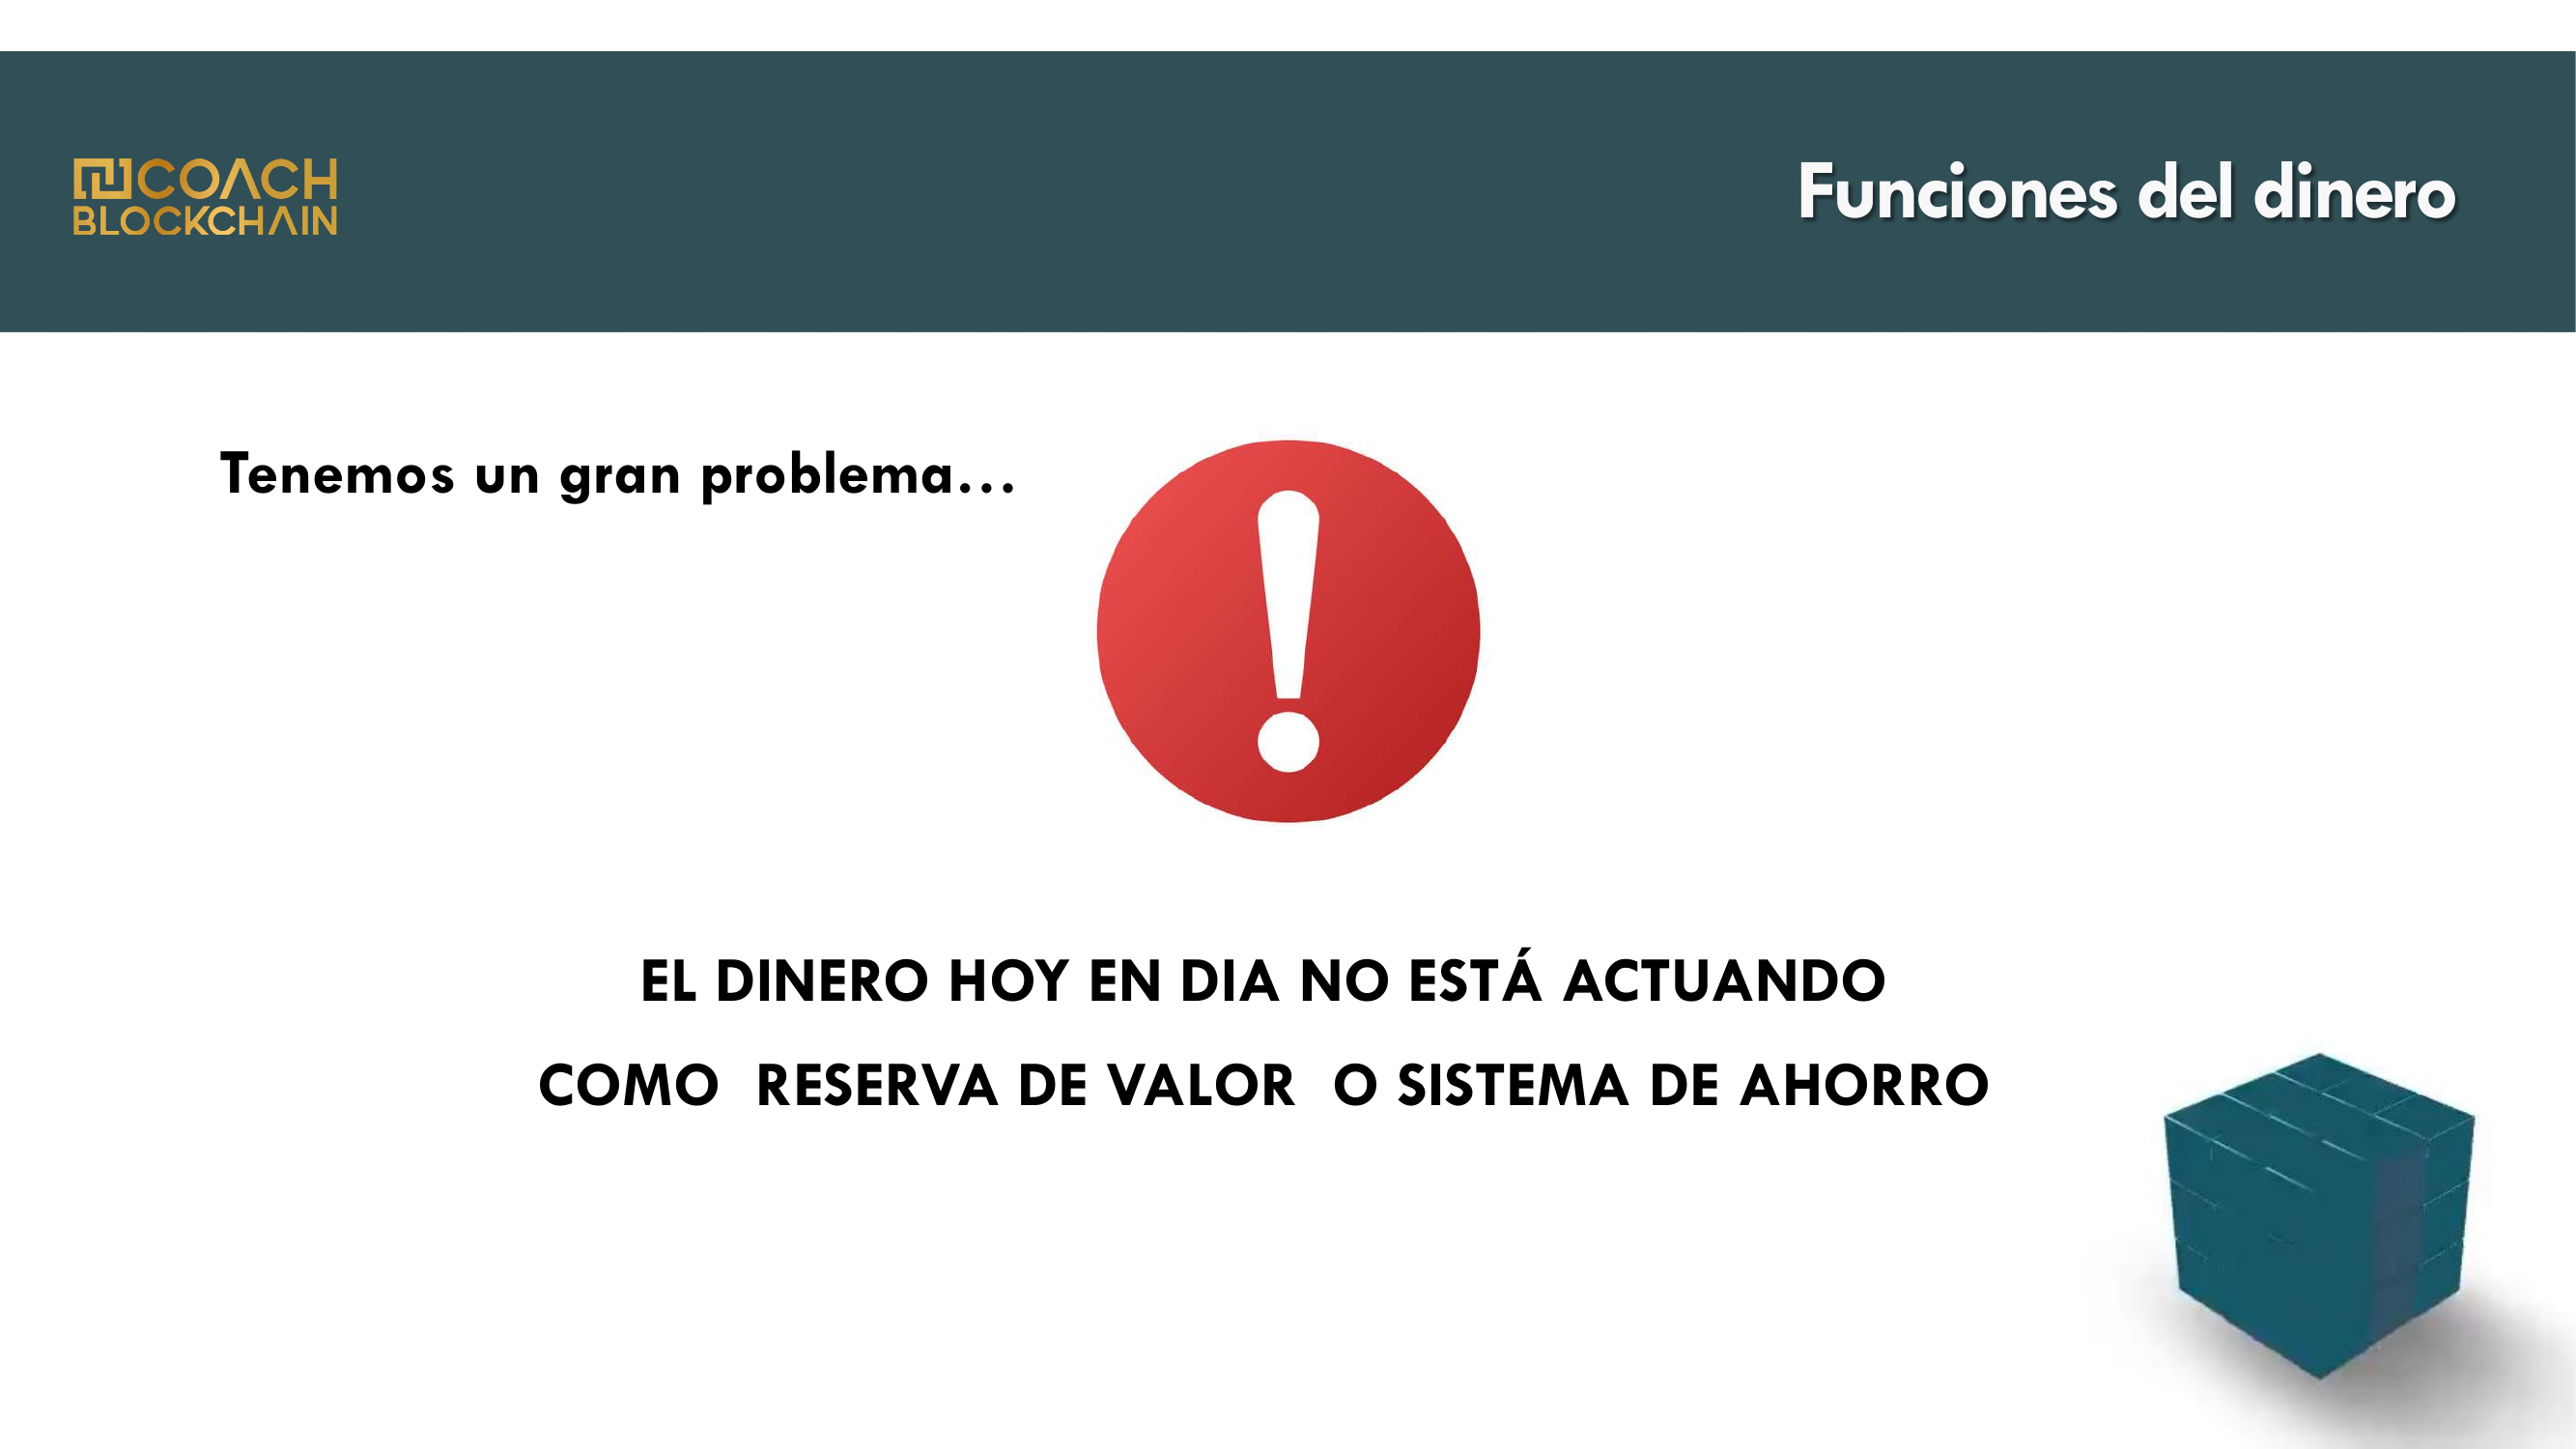 COACH
BLOCKCHAIN
Funciones del dinero
Tenemos un gran problema...
EL DINERO HOY EN DIA NO ESTÁ ACTUANDO
COMO RESERVA DE VALOR O SISTEMA DE AHORRO